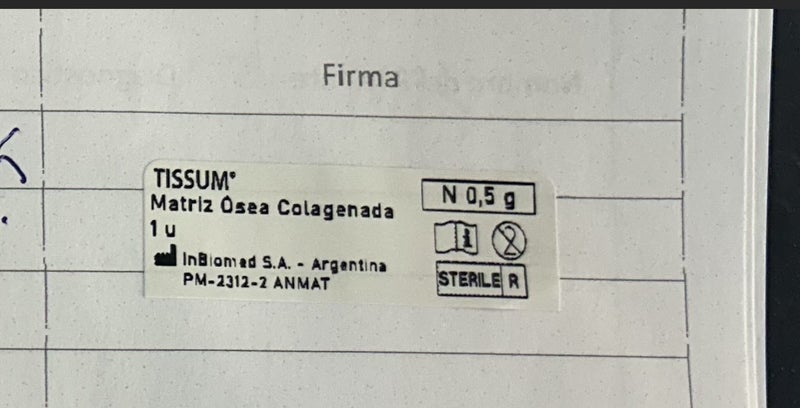 Firma
TISSUM®
Matriz Ósea Colagenada
1 u
InBiomed S.A. - Argentina
PM-2312-2 ANMAT
N 0,5 g
STERILE R